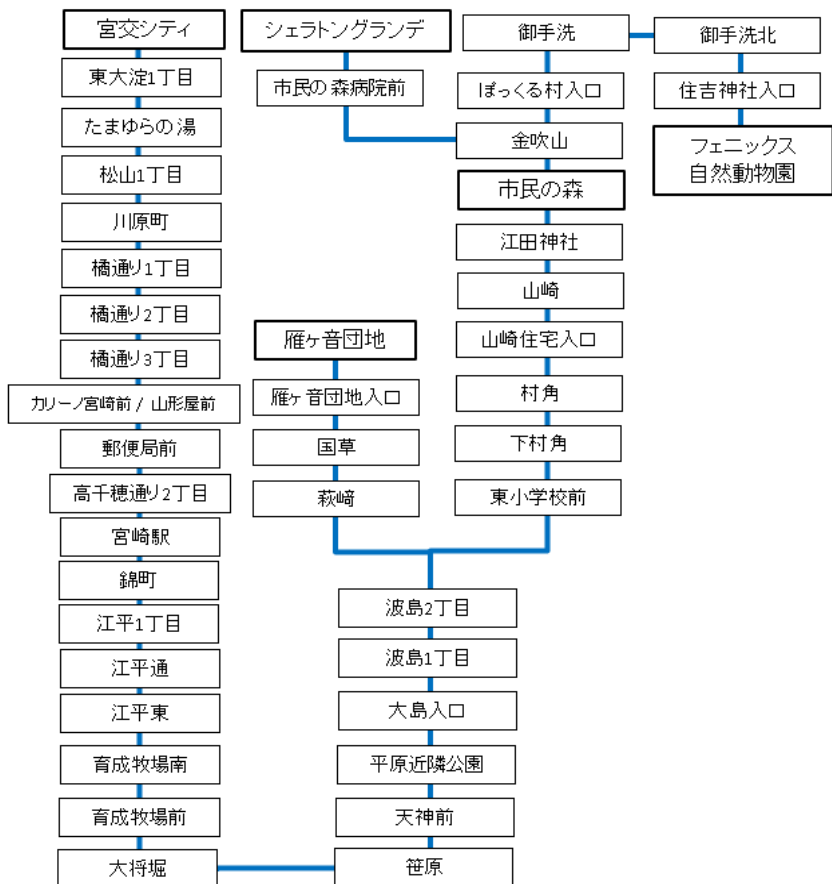 宮交シティ
東大淀1丁目
たまゆらの湯
松山1丁目
川原町
橘通り1丁目
橘通り2丁目
橘通り3丁目
カリーノ宮崎前 / 山形屋前
郵便局前
高千穂通り2丁目
宮崎駅
錦町
江平1丁目
江平通
江平東
育成牧場南
育成牧場前
大将堀
笹原
天神前
平原近隣公園
大島入口
波島1丁目
波島2丁目
萩﨑
国草
雁ヶ音団地入口
雁ヶ音団地
東小学校前
下村角
村角
山崎住宅入口
山崎
江田神社
市民の森
金吹山
市民の森病院前
シェラトングランデ
ぼっくる村入口
御手洗
御手洗北
住吉神社入口
フェニックス
自然動物園